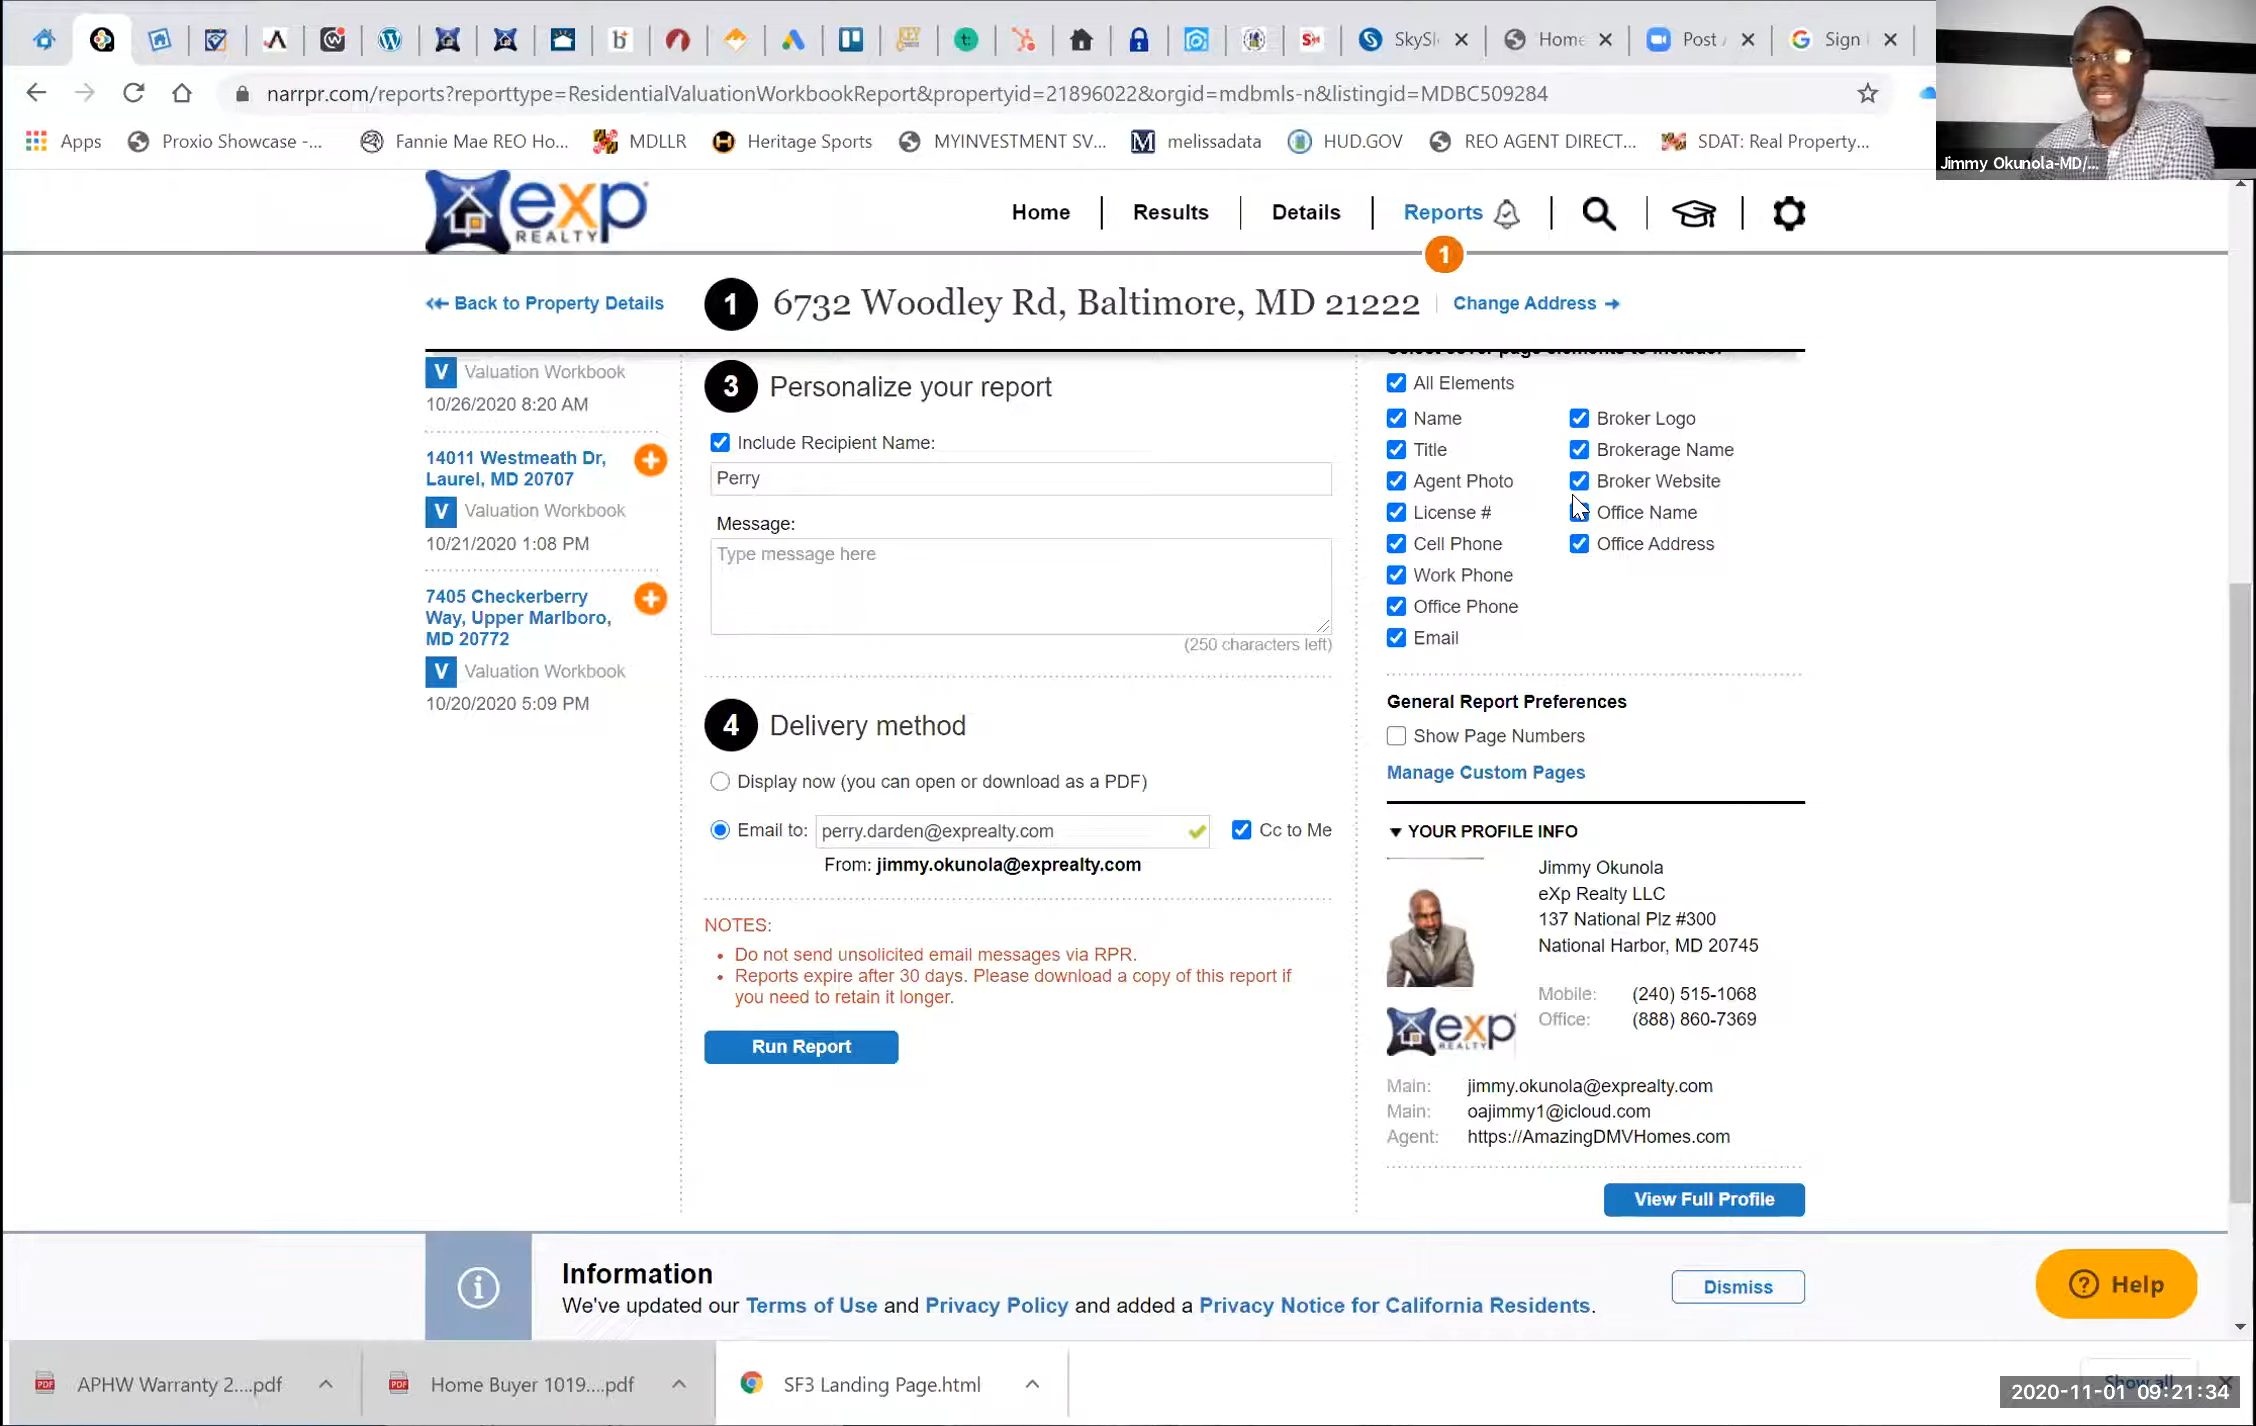 SkySl
Home
Post
Sign
narrpr.com/reports?reporttype=ResidentialValuationWorkbookReport&propertyid=21896022&orgid=mdbmls-n&listingid=MDBC509284
Apps
Proxio Showcase -...
Fannie Mae REO Ho...
MDLLR
Heritage Sports
MYINVESTMENT SV...
melissadata
HUD.GOV
REO AGENT DIRECT...
SDAT: Real Property...
Jimmy Okunola-MD/...
exp
REALTY
Home
Results
Details
Reports
1
Back to Property Details
1 6732 Woodley Rd, Baltimore, MD 21222
Change Address
V Valuation Workbook
10/26/2020 8:20 AM
14011 Westmeath Dr,
Laurel, MD 20707
V Valuation Workbook
10/21/2020 1:08 PM
7405 Checkerberry
Way, Upper Marlboro,
MD 20772
V Valuation Workbook
10/20/2020 5:09 PM
3 Personalize your report
Include Recipient Name:
Perry
Message:
Type message here
(250 characters left)
4 Delivery method
Display now (you can open or download as a PDF)
Email to: perry.darden@exprealty.com
Cc to Me
From: jimmy.okunola@exprealty.com
NOTES:
Do not send unsolicited email messages via RPR.
Reports expire after 30 days. Please download a copy of this report if
you need to retain it longer.
Run Report
Select cover page elements to include:
All Elements
Name
Broker Logo
Title
Brokerage Name
Agent Photo
Broker Website
License #
Office Name
Cell Phone
Office Address
Work Phone
Office Phone
Email
General Report Preferences
Show Page Numbers
Manage Custom Pages
YOUR PROFILE INFO
Jimmy Okunola
eXp Realty LLC
137 National Plz #300
National Harbor, MD 20745
Mobile: (240) 515-1068
Office: (888) 860-7369
exp
REALTY
Main: jimmy.okunola@exprealty.com
Main: oajimmy1@icloud.com
Agent: https://AmazingDMVHomes.com
View Full Profile
Information
We've updated our Terms of Use and Privacy Policy and added a Privacy Notice for California Residents.
Dismiss
Help
APHW Warranty 2....pdf
Home Buyer 1019....pdf
SF3 Landing Page.html
Show all
2020-11-01 09:21:34